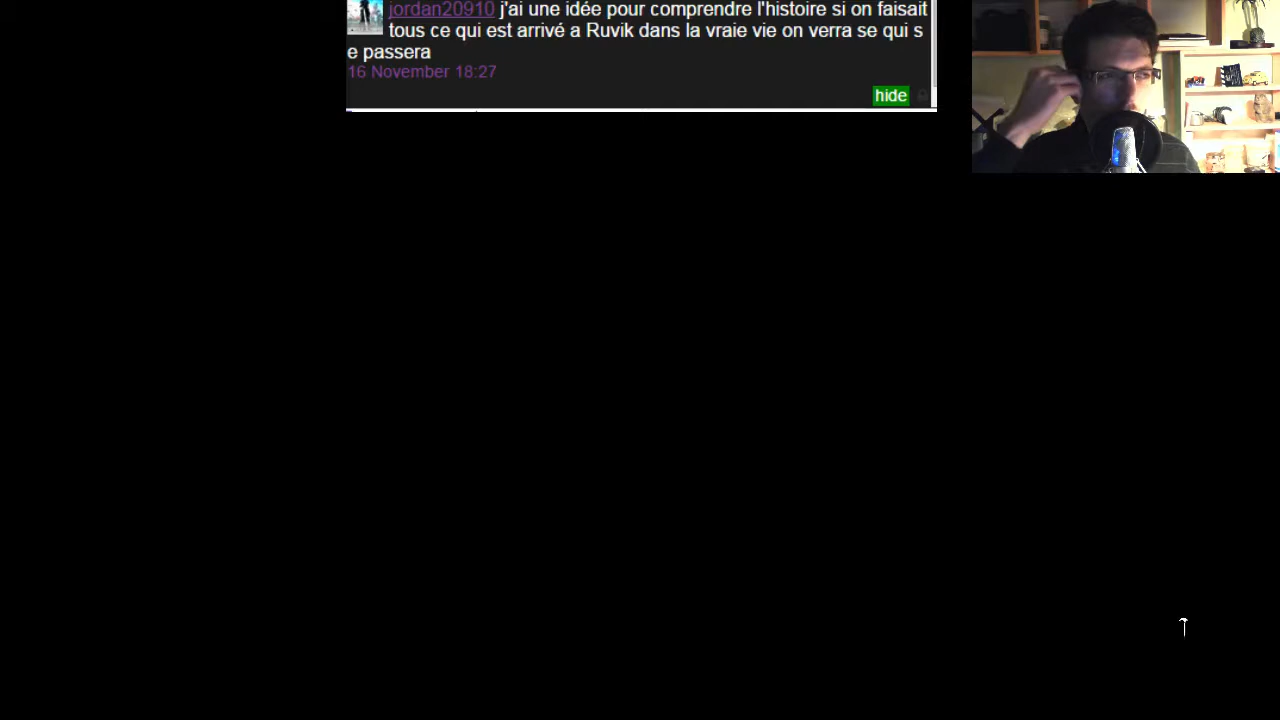 jordan20910 j'ai une idée pour comprendre l'histoire si on faisait
tous ce qui est arrivé a Ruvik dans la vraie vie on verra se qui s
e passera
16 November 18:27
hide